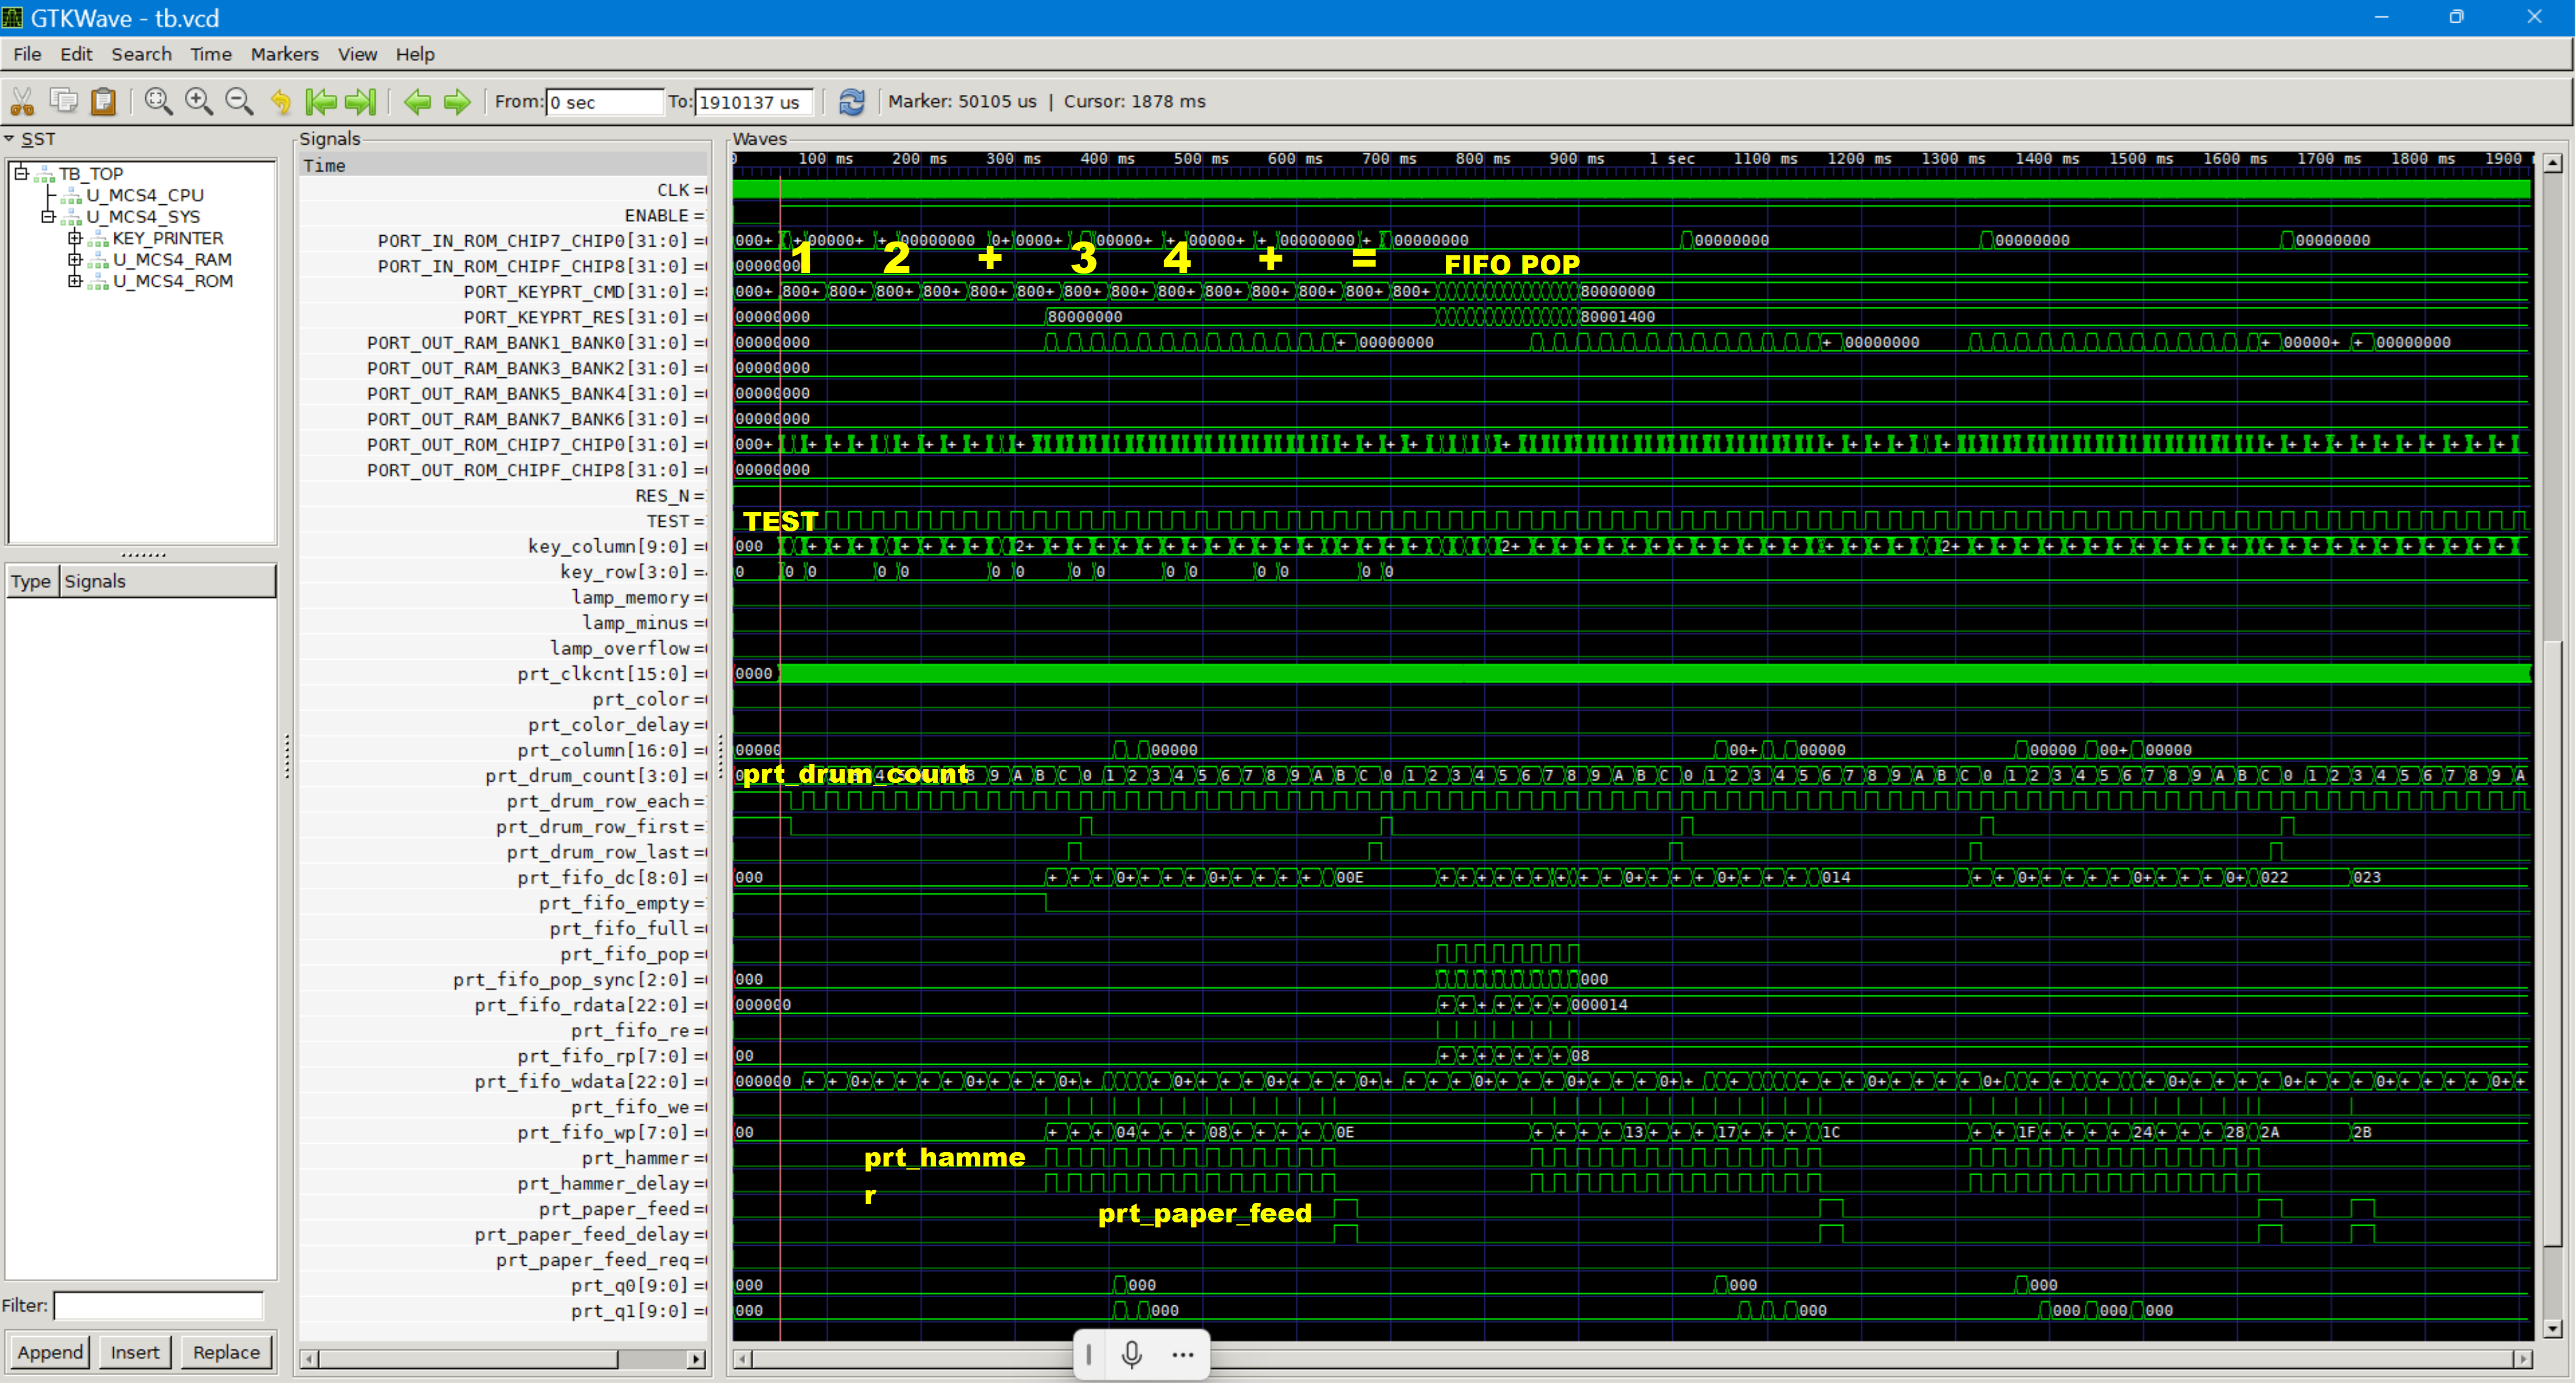 GTKWave - tb.vcd
File Edit Search Time Markers View Help
From: 0 sec To: 1910137 us Marker: 50105 us | Cursor: 1878 ms
SST
TB_TOP
U_MCS4_CPU
U_MCS4_SYS
KEY_PRINTER
U_MCS4_RAM
U_MCS4_ROM
Type Signals
Filter:
Append Insert Replace
Signals
Time
Waves
100 ms 200 ms 300 ms 400 ms 500 ms 600 ms 700 ms 800 ms 900 ms 1 sec 1100 ms 1200 ms 1300 ms 1400 ms 1500 ms 1600 ms 1700 ms 1800 ms 1900
CLK =
ENABLE =
PORT_IN_ROM_CHIP7_CHIP0[31:0] = 000+ + 00000+ + 00000000 0+ 0000+ 00000+ + 00000+ + 00000000 + 00000000 00000000 00000000 00000000
1 2 + 3 4 + = FIFO POP
PORT_IN_ROM_CHIPF_CHIP8[31:0] = 00000000
PORT_KEYPRT_CMD[31:0] = 000+ 800+ 800+ 800+ 800+ 800+ 800+ 800+ 800+ 800+ 800+ 800+ 800+ 800+ 800+ 80000000
PORT_KEYPRT_RES[31:0] = 00000000 80000000 80001400
PORT_OUT_RAM_BANK1_BANK0[31:0] = 00000000 + 00000000 + 00000000 + 00000+ + 00000000
PORT_OUT_RAM_BANK3_BANK2[31:0] = 00000000
PORT_OUT_RAM_BANK5_BANK4[31:0] = 00000000
PORT_OUT_RAM_BANK7_BANK6[31:0] = 00000000
PORT_OUT_ROM_CHIP7_CHIP0[31:0] = 000+
PORT_OUT_ROM_CHIPF_CHIP8[31:0] = 00000000
RES_N =
TEST = TEST
key_column[9:0] = 000 2+ 2+ 2+
key_row[3:0] = 0 0 0 0 0 0 0 0 0 0 0 0 0 0 0
lamp_memory =
lamp_minus =
lamp_overflow =
prt_clkcnt[15:0] = 0000
prt_color =
prt_color_delay =
prt_column[16:0] = 00000 00000 00+ 00000 00000 00+ 00000
prt_drum_count[3:0] = prt_drum_count 8 9 A B C 0 1 2 3 4 5 6 7 8 9 A B C 0 1 2 3 4 5 6 7 8 9 A B C 0 1 2 3 4 5 6 7 8 9 A B C 0 1 2 3 4 5 6 7 8 9 A B C 0 1 2 3 4 5 6 7 8 9 A
prt_drum_row_each =
prt_drum_row_first =
prt_drum_row_last =
prt_fifo_dc[8:0] = 000 + + + 0+ + + + 0+ + + + + 00E 0+ 0+ 014 + + 0+ + + + + 0+ + + + 0+ 022 023
prt_fifo_empty =
prt_fifo_full =
prt_fifo_pop =
prt_fifo_pop_sync[2:0] = 000 000
prt_fifo_rdata[22:0] = 000000 + + + + + + + 000014
prt_fifo_re =
prt_fifo_rp[7:0] = 00 + + + + + + + 08
prt_fifo_wdata[22:0] = 000000
prt_fifo_we =
prt_fifo_wp[7:0] = 00 + + + 04 + + + 08 + + + + 0E + + + + 13 + + + 17 + + + 1C + + 1F + + + + 24 + + + 28 2A 2B
prt_hammer = prt_hamme
prt_hammer_delay = r
prt_paper_feed = prt_paper_feed
prt_paper_feed_delay =
prt_paper_feed_req =
prt_q0[9:0] = 000 000 000 000
prt_q1[9:0] = 000 000 000 000 000 000